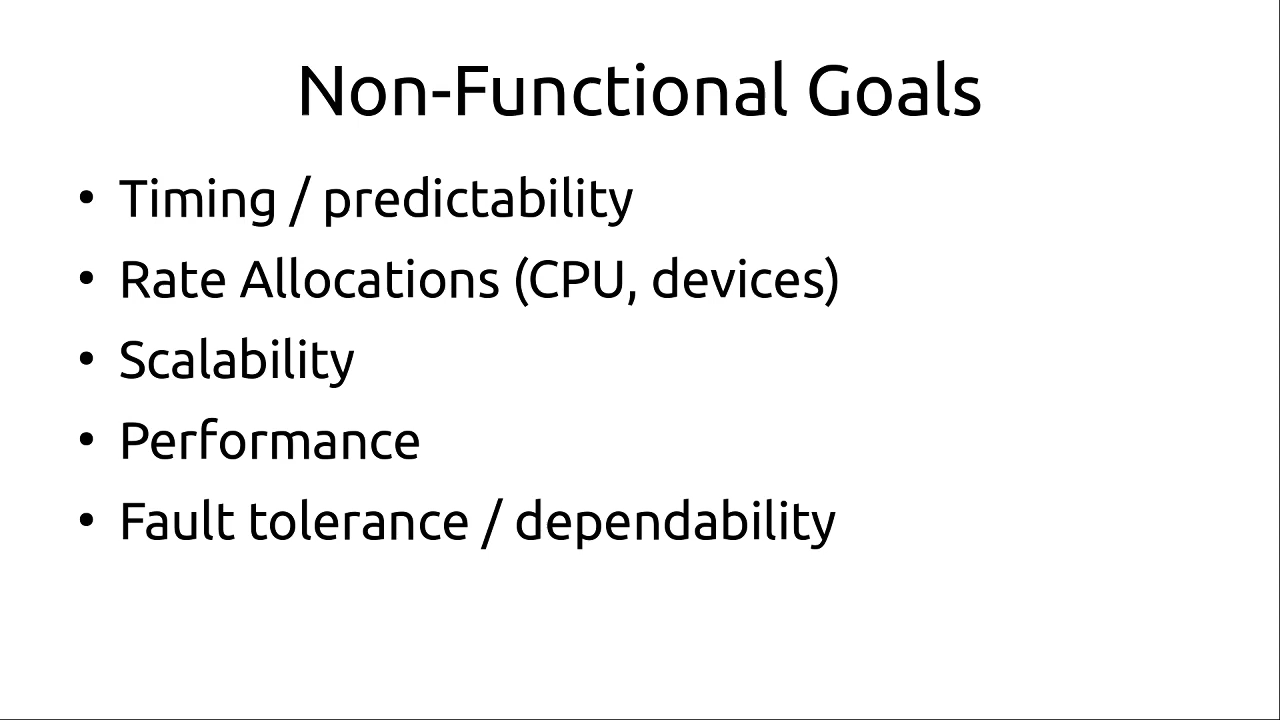 Non-Functional Goals
• Timing / predictability
• Rate Allocations (CPU, devices)
• Scalability
• Performance
• Fault tolerance / dependability